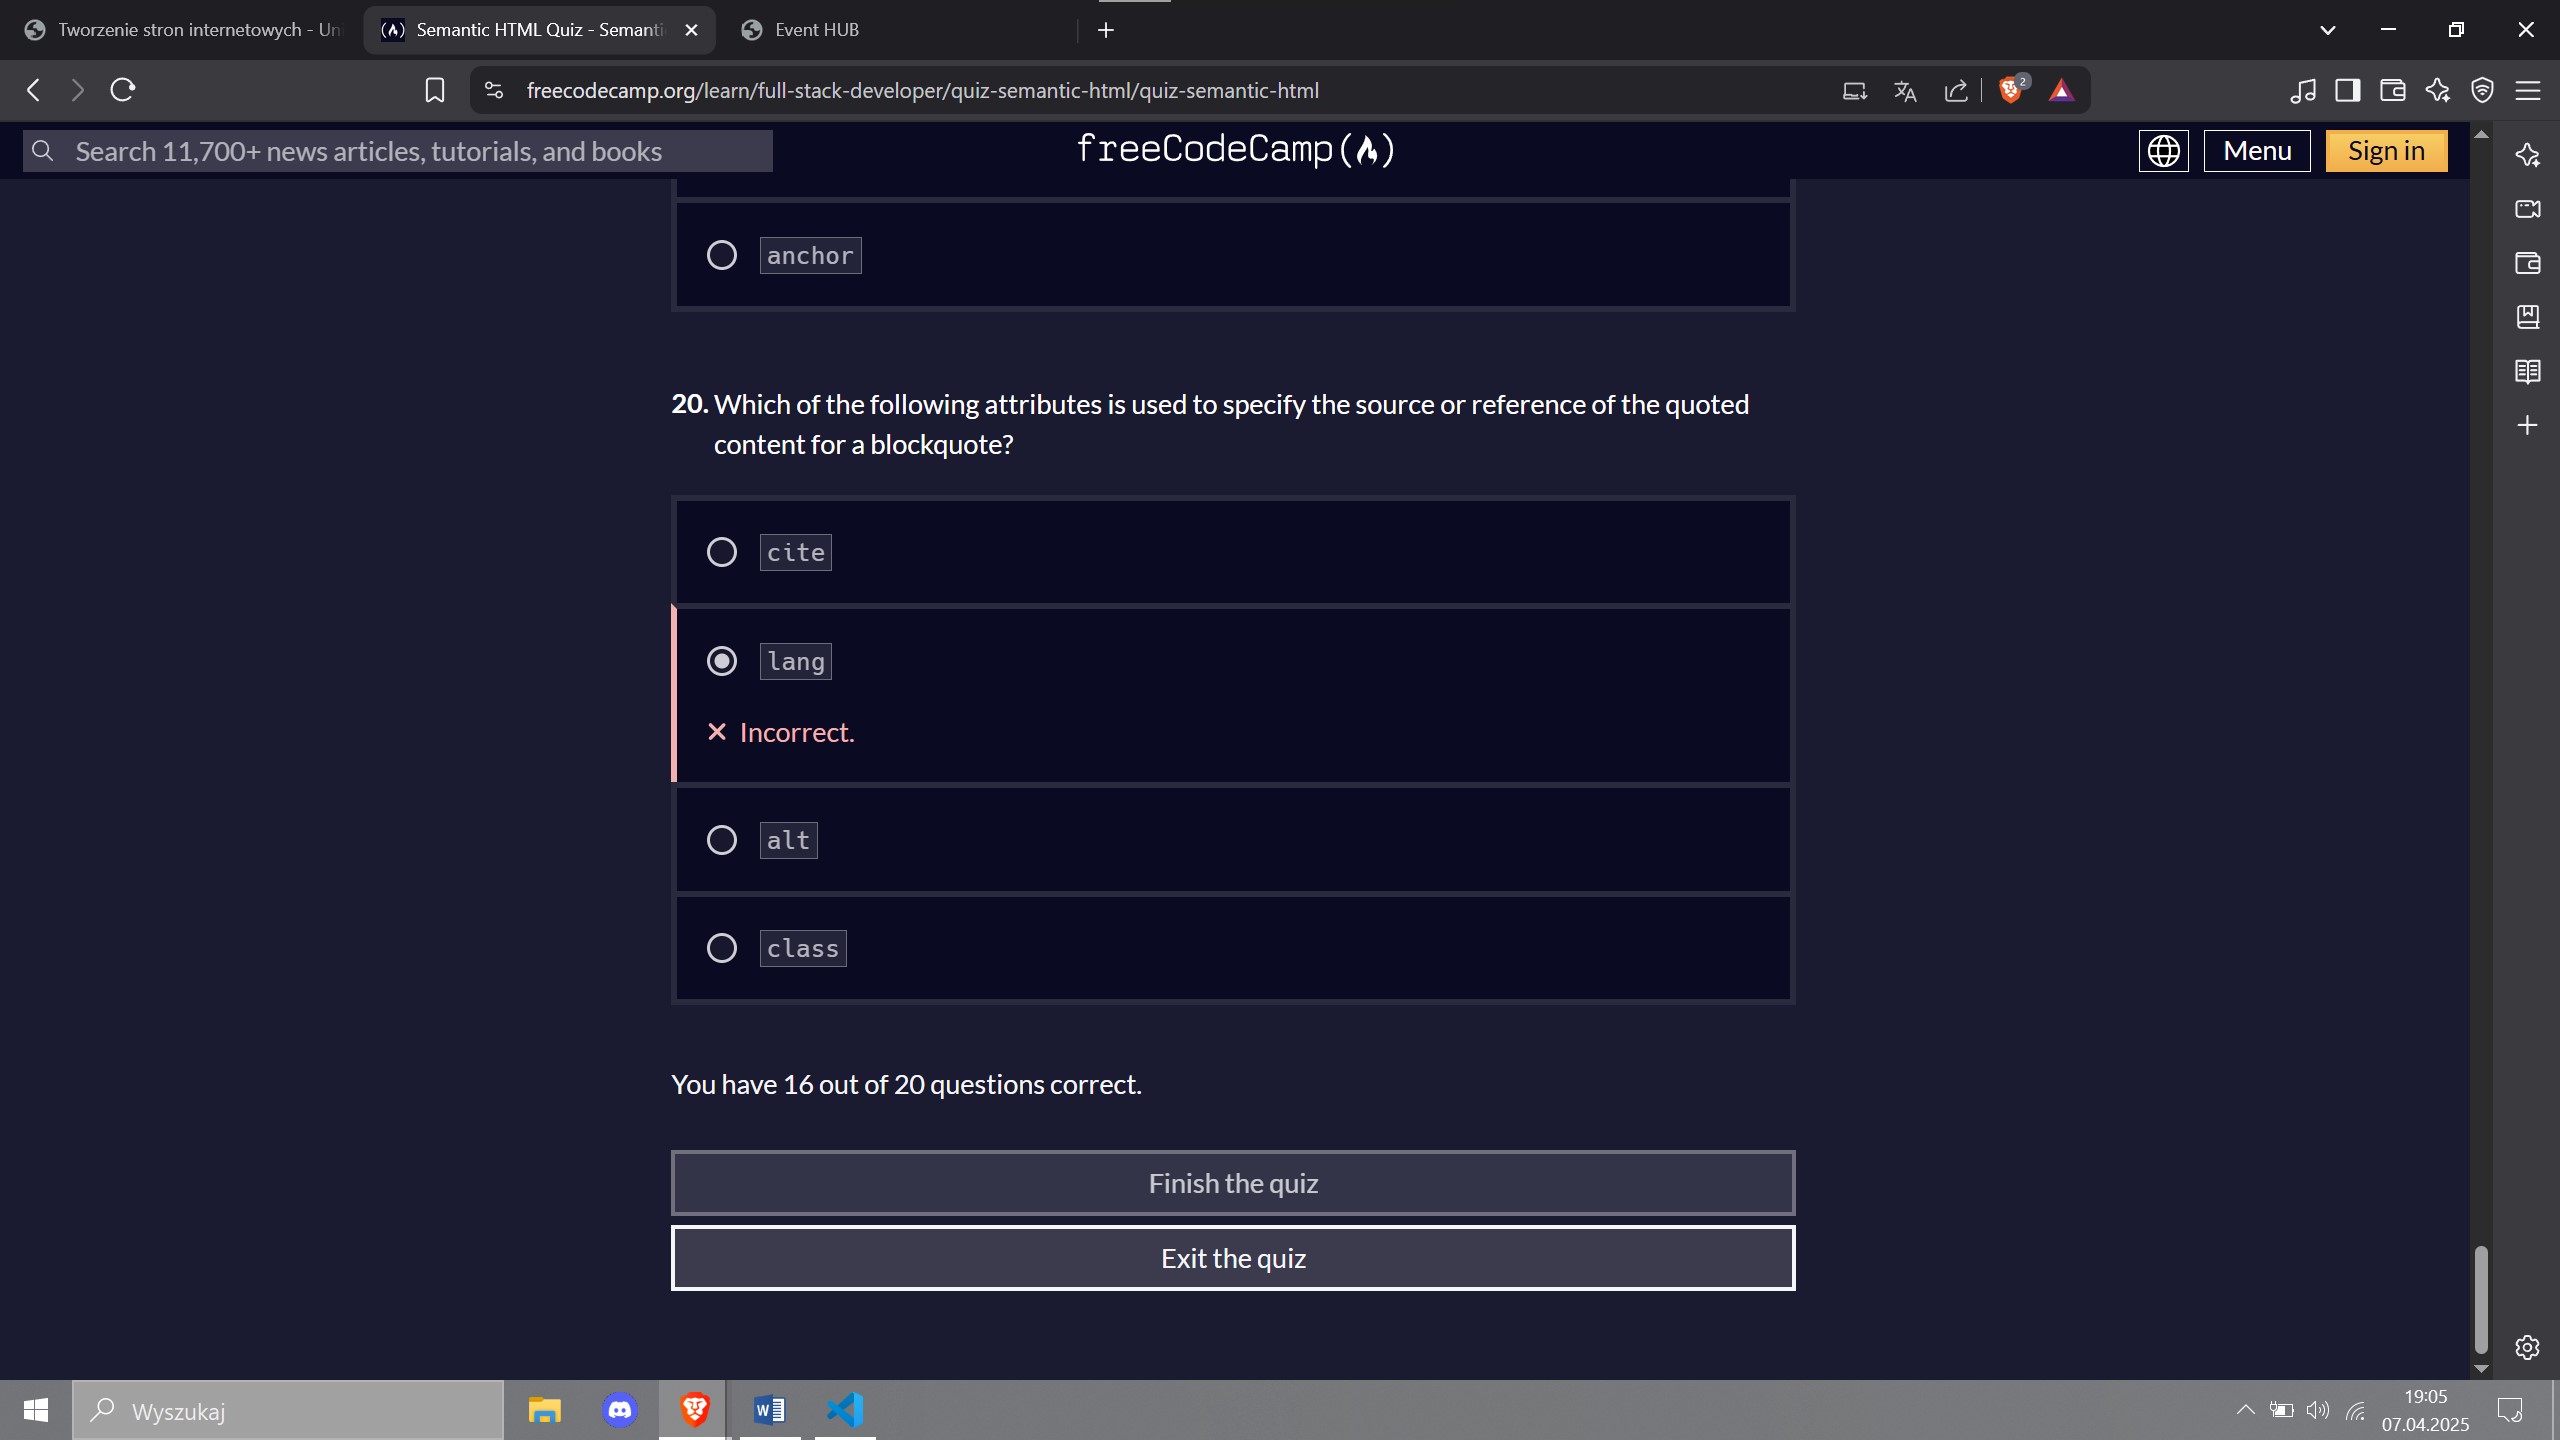 Tworzenie stron internetowych - Uni
Semantic HTML Quiz - Semanti
Event HUB
freecodecamp.org/learn/full-stack-developer/quiz-semantic-html/quiz-semantic-html
2
Search 11,700+ news articles, tutorials, and books
freeCodeCamp
Menu
Sign in
anchor
20. Which of the following attributes is used to specify the source or reference of the quoted
content for a blockquote?
cite
lang
Incorrect.
alt
class
You have 16 out of 20 questions correct.
Finish the quiz
Exit the quiz
Wyszukaj
19:05
07.04.2025